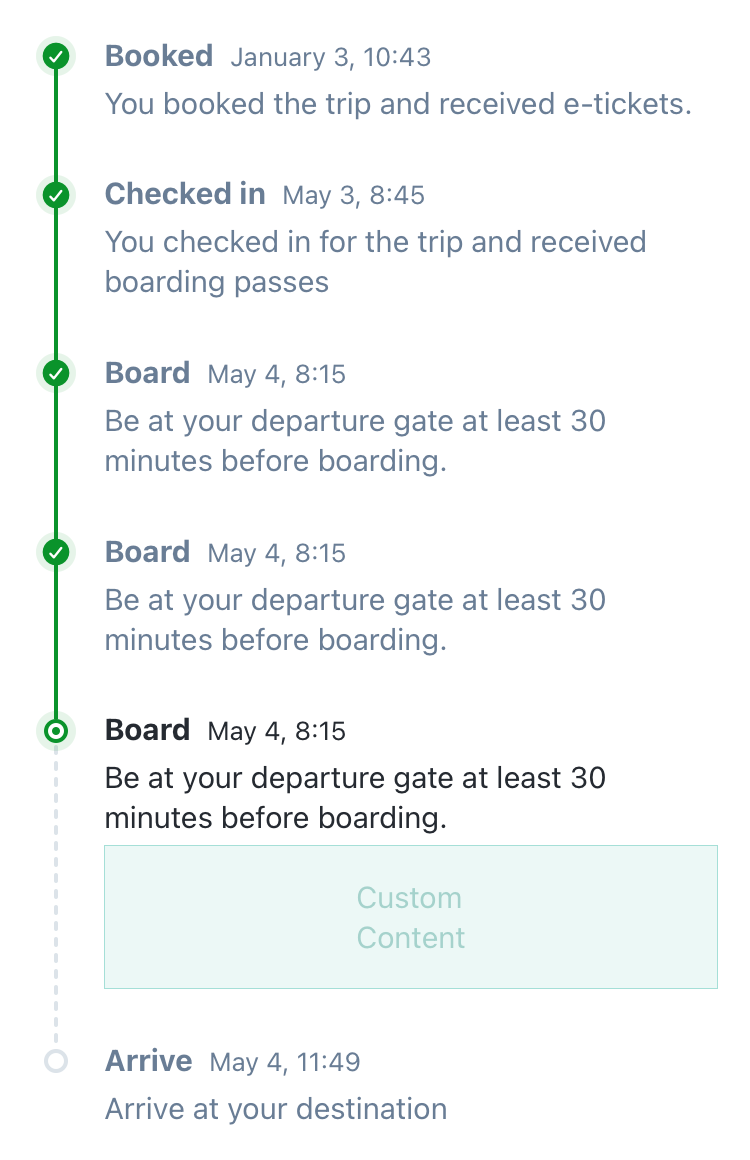 Booked January 3, 10:43
You booked the trip and received e-tickets.
Checked in May 3, 8:45
You checked in for the trip and received
boarding passes
Board May 4, 8:15
Be at your departure gate at least 30
minutes before boarding.
Board May 4, 8:15
Be at your departure gate at least 30
minutes before boarding.
Board May 4, 8:15
Be at your departure gate at least 30
minutes before boarding.
Custom
Content
Arrive May 4, 11:49
Arrive at your destination